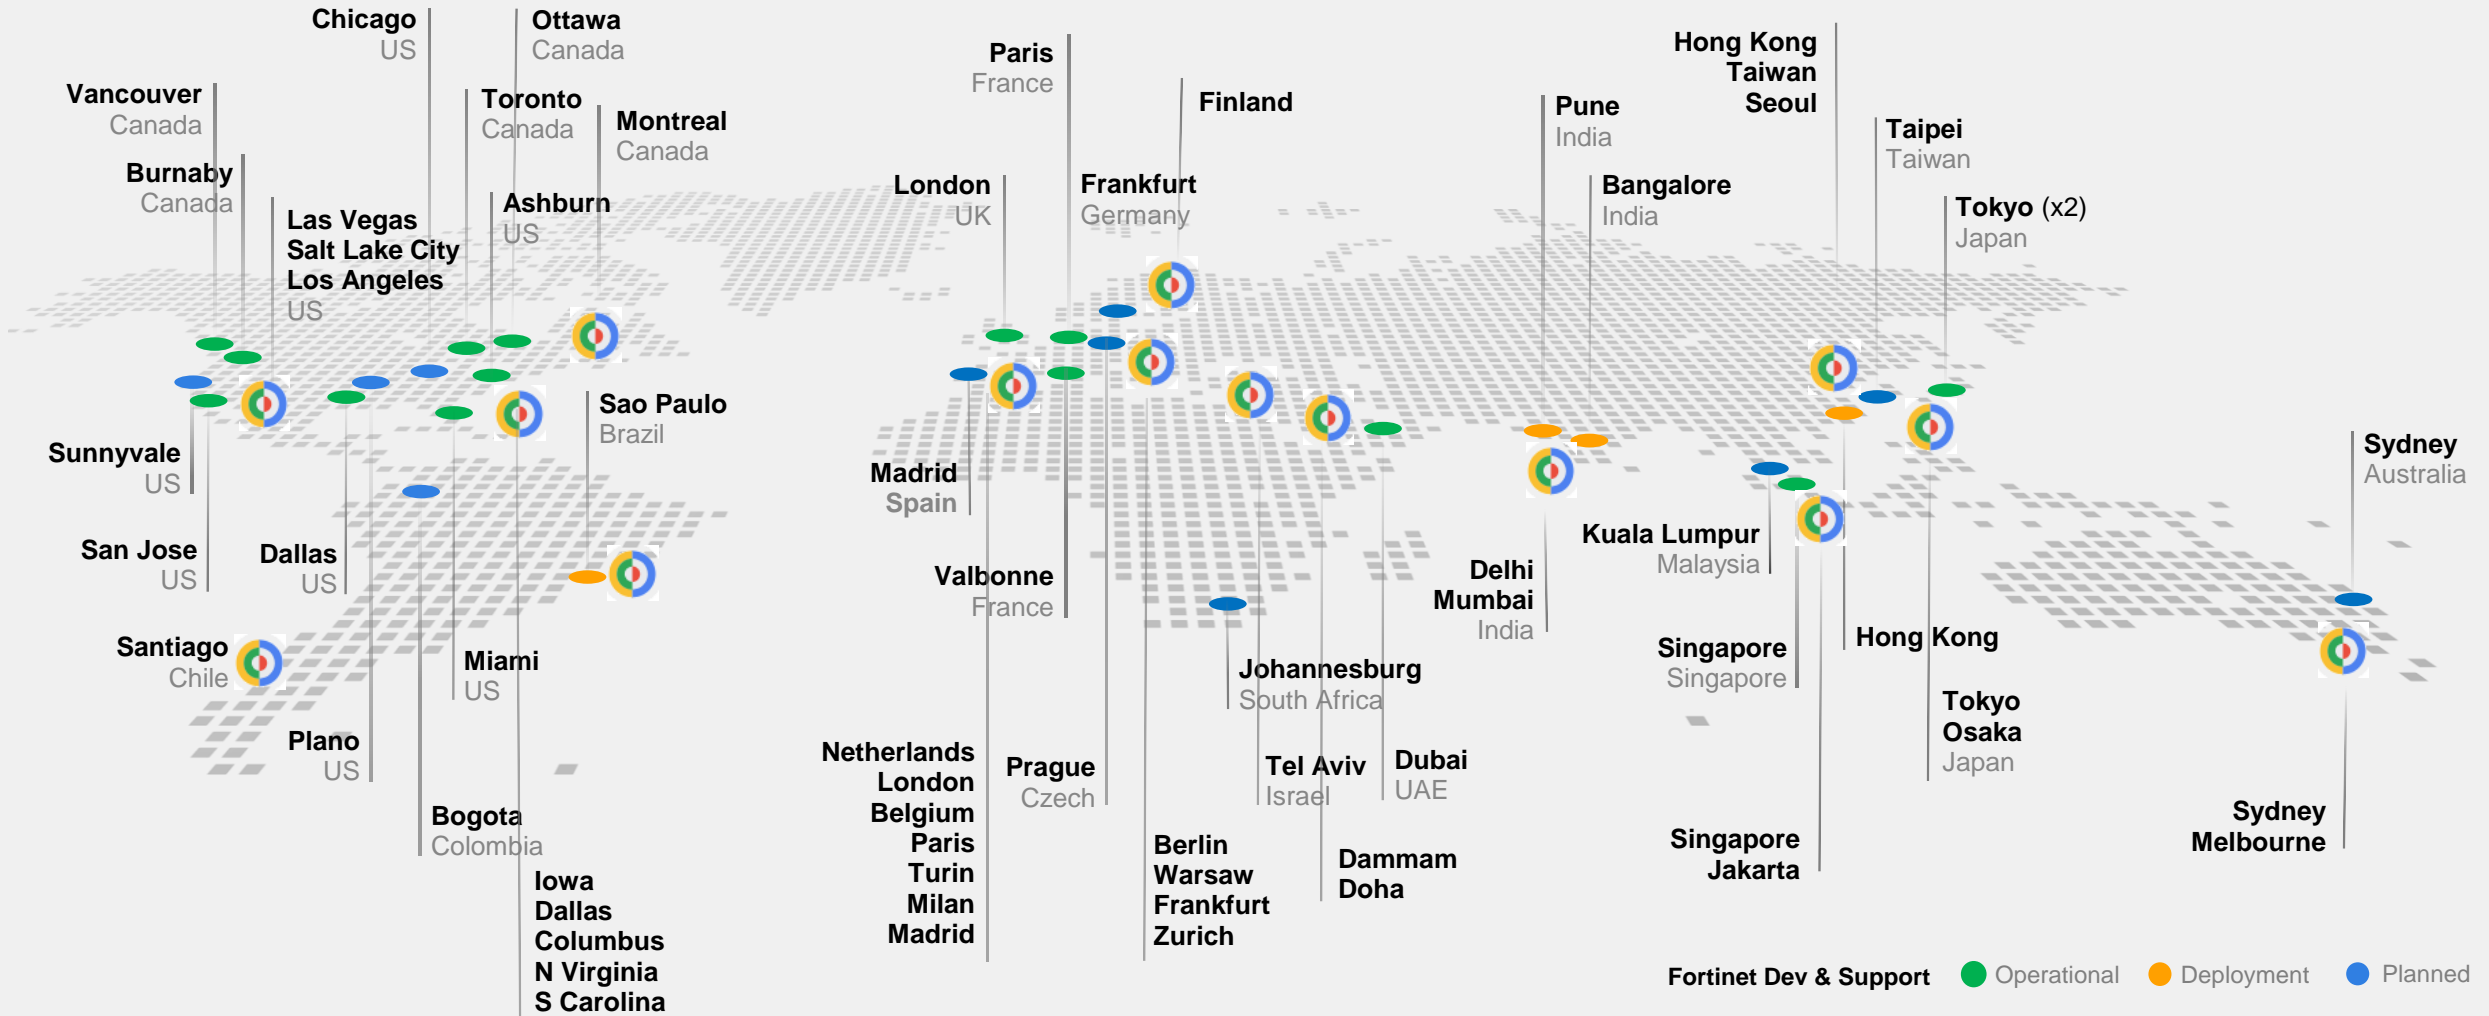 Chicago
US
Ottawa
Canada
Vancouver
Canada
Toronto
Canada
Montreal
Canada
Burnaby
Canada
Las Vegas
Salt Lake City
Los Angeles
US
Ashburn
US
Sunnyvale
US
San Jose
US
Dallas
US
Sao Paulo
Brazil
Santiago
Chile
Miami
US
Plano
US
Bogota
Colombia
Iowa
Dallas
Columbus
N Virginia
S Carolina
Paris
France
Finland
London
UK
Frankfurt
Germany
Madrid
Spain
Valbonne
France
Netherlands
London
Belgium
Paris
Turin
Milan
Madrid
Prague
Czech
Berlin
Warsaw
Frankfurt
Zurich
Johannesburg
South Africa
Tel Aviv
Israel
Dubai
UAE
Dammam
Doha
Pune
India
Bangalore
India
Hong Kong
Taiwan
Seoul
Taipei
Taiwan
Tokyo (x2)
Japan
Delhi
Mumbai
India
Kuala Lumpur
Malaysia
Singapore
Singapore
Hong Kong
Tokyo
Osaka
Japan
Singapore
Jakarta
Sydney
Australia
Sydney
Melbourne
Fortinet Dev & Support Operational Deployment Planned